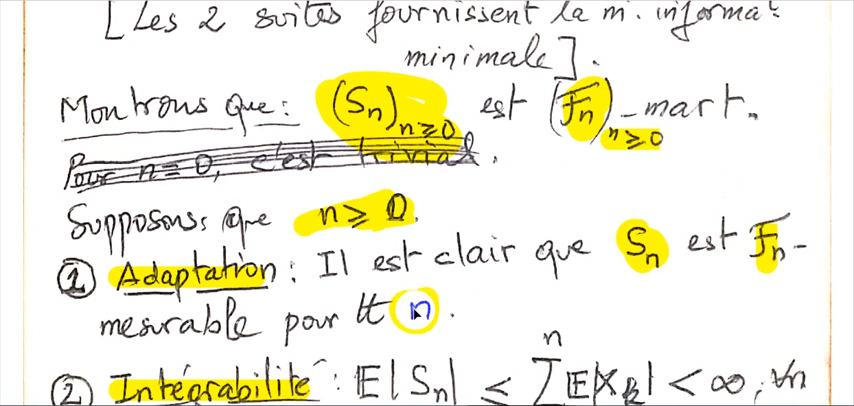 [Les 2 suites fournissent la m. informat°
minimale].
Montrons que: (Sₙ)ₙ≥₀ est (Fₙ)ₙ≥₀-mart.
Pour n=0, c'est trivial.
Supposons que n≥0.
① Adaptation: Il est clair que Sₙ est Fₙ-
mesurable pour tt n.
② Intégrabilité: E|Sₙ| ≤ Σⁿ E|Xₖ| < ∞, ∀n